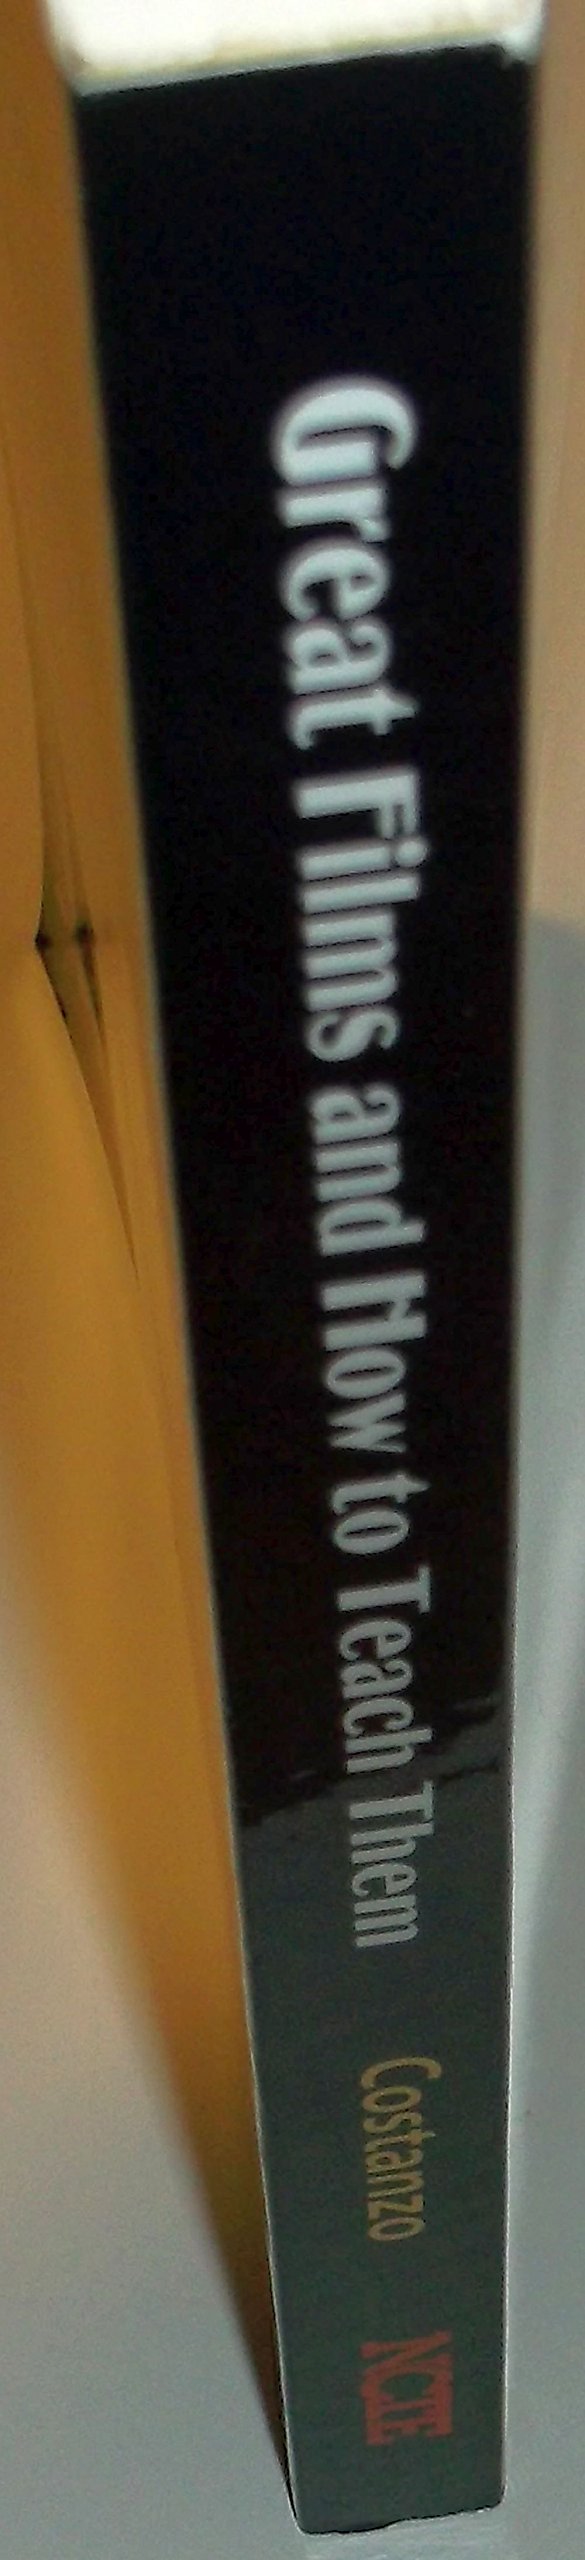 Great Films and How to Teach Them
Costanzo
NCTE